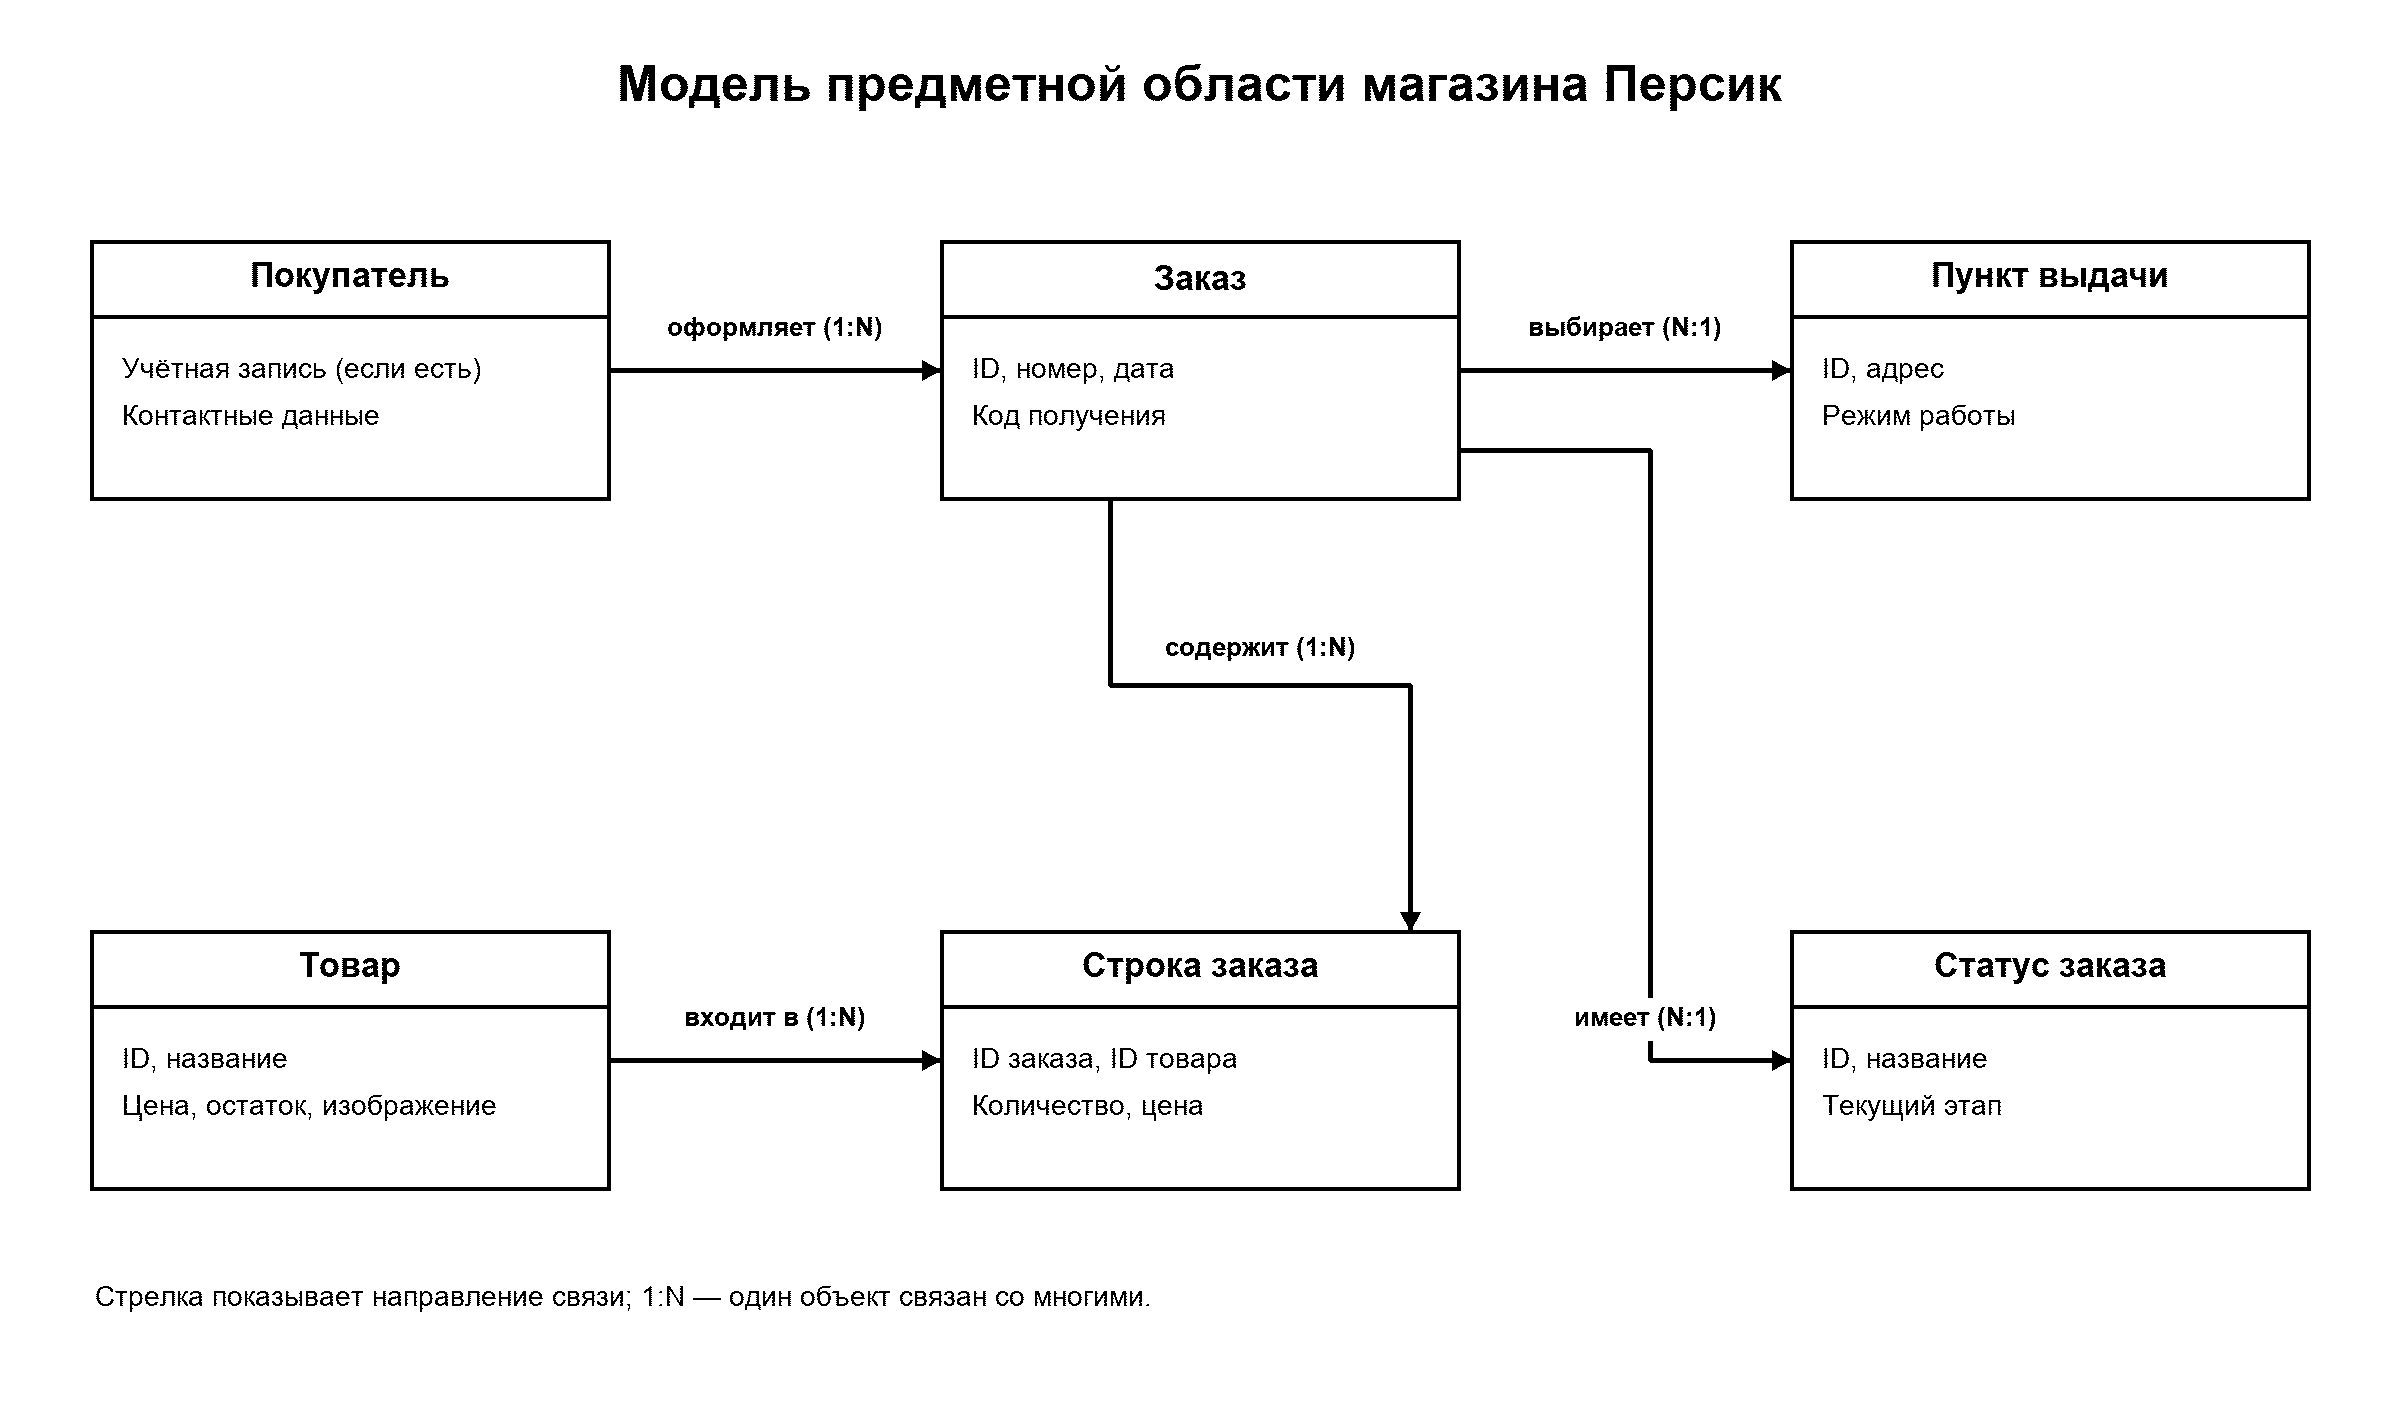 Модель предметной области магазина Персик
Покупатель
Учётная запись (если есть)
Контактные данные
оформляет (1:N)
Заказ
ID, номер, дата
Код получения
выбирает (N:1)
Пункт выдачи
ID, адрес
Режим работы
содержит (1:N)
Товар
ID, название
Цена, остаток, изображение
входит в (1:N)
Строка заказа
ID заказа, ID товара
Количество, цена
имеет (N:1)
Статус заказа
ID, название
Текущий этап
Стрелка показывает направление связи; 1:N — один объект связан со многими.